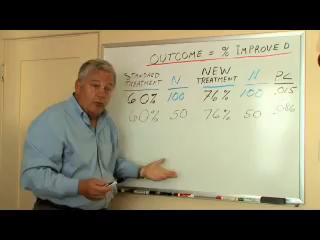 OUTCOME = % IMPROVED
STANDARD TREATMENT N NEW TREATMENT N P<
60% 100 76% 100 .015
60% 50 76% 50 .086